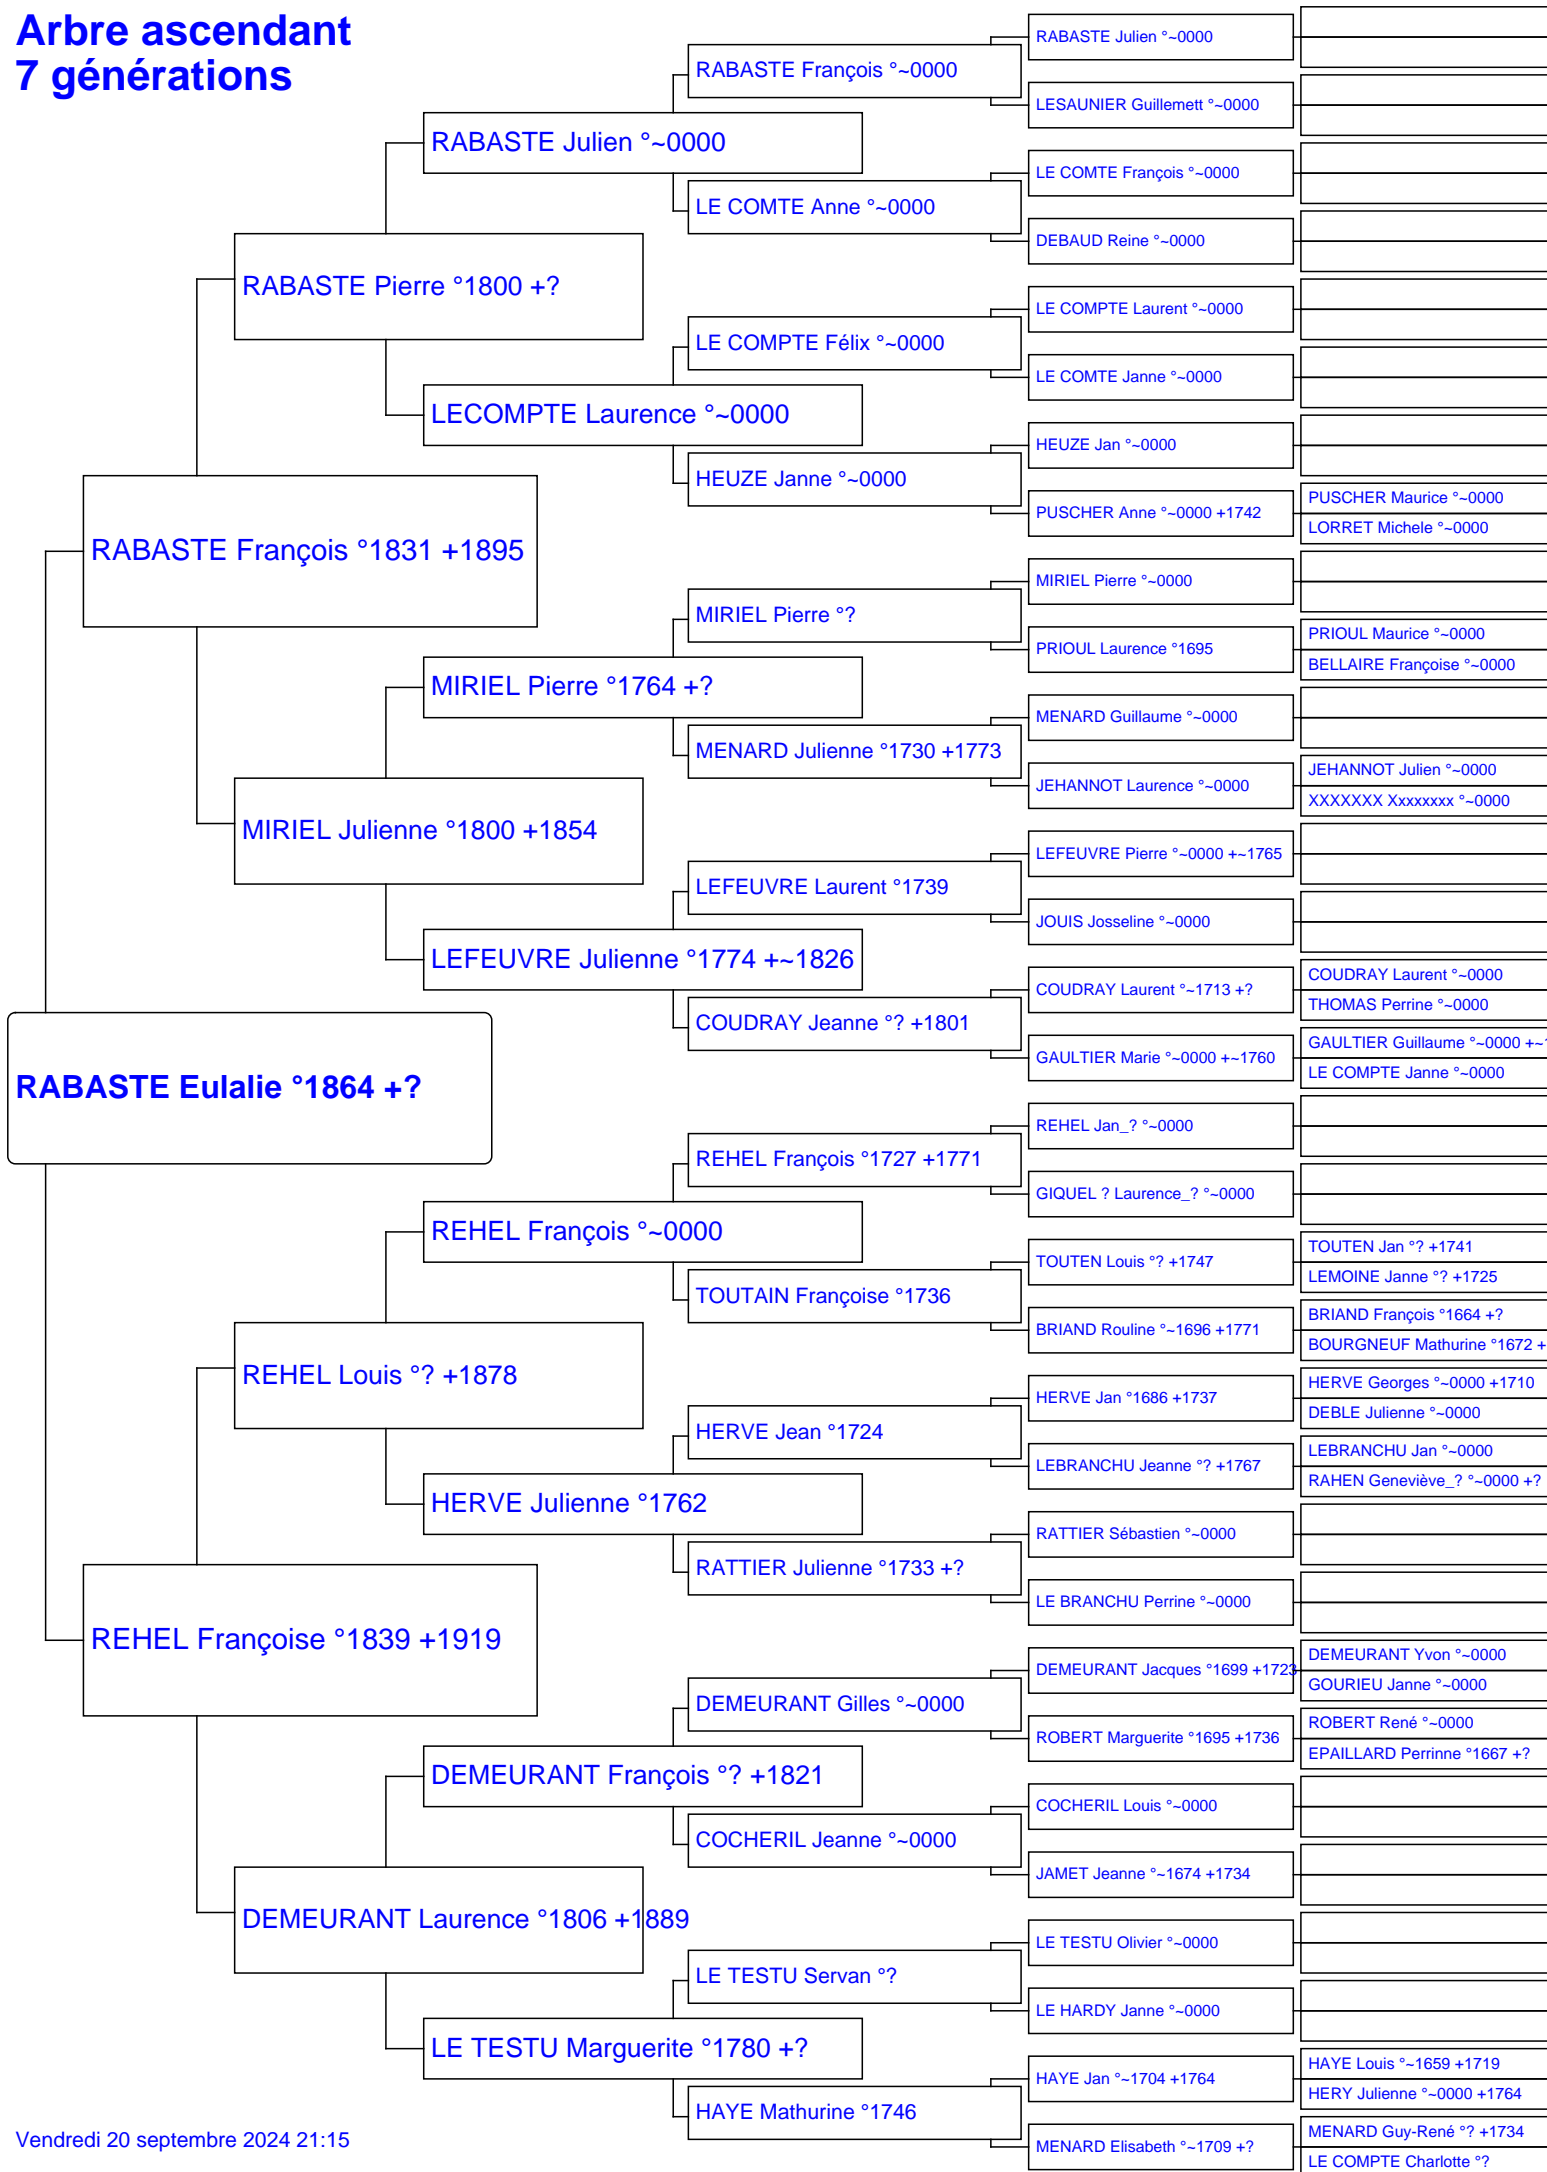 Arbre ascendant
7 générations
RABASTE Eulalie °1864 +?
RABASTE François °1831 +1895
REHEL Françoise °1839 +1919
RABASTE Pierre °1800 +?
MIRIEL Julienne °1800 +1854
REHEL Louis °? +1878
DEMEURANT Laurence °1806 +1889
RABASTE Julien °~0000
LECOMPTE Laurence °~0000
MIRIEL Pierre °1764 +?
LEFEUVRE Julienne °1774 +~1826
REHEL François °~0000
HERVE Julienne °1762
DEMEURANT François °? +1821
LE TESTU Marguerite °1780 +?
RABASTE François °~0000
LE COMTE Anne °~0000
LE COMPTE Félix °~0000
HEUZE Janne °~0000
MIRIEL Pierre °?
MENARD Julienne °1730 +1773
LEFEUVRE Laurent °1739
COUDRAY Jeanne °? +1801
REHEL François °1727 +1771
TOUTAIN Françoise °1736
HERVE Jean °1724
RATTIER Julienne °1733 +?
DEMEURANT Gilles °~0000
COCHERIL Jeanne °~0000
LE TESTU Servan °?
HAYE Mathurine °1746
RABASTE Julien °~0000
LESAUNIER Guillemett °~0000
LE COMTE François °~0000
DEBAUD Reine °~0000
LE COMPTE Laurent °~0000
LE COMTE Janne °~0000
HEUZE Jan °~0000
PUSCHER Anne °~0000 +1742
MIRIEL Pierre °~0000
PRIOUL Laurence °1695
MENARD Guillaume °~0000
JEHANNOT Laurence °~0000
LEFEUVRE Pierre °~0000 +~1765
JOUIS Josseline °~0000
COUDRAY Laurent °~1713 +?
GAULTIER Marie °~0000 +~1760
REHEL Jan_? °~0000
GIQUEL ? Laurence_? °~0000
TOUTEN Louis °? +1747
BRIAND Rouline °~1696 +1771
HERVE Jan °1686 +1737
LEBRANCHU Jeanne °? +1767
RATTIER Sébastien °~0000
LE BRANCHU Perrine °~0000
DEMEURANT Jacques °1699 +1723
ROBERT Marguerite °1695 +1736
COCHERIL Louis °~0000
JAMET Jeanne °~1674 +1734
LE TESTU Olivier °~0000
LE HARDY Janne °~0000
HAYE Jan °~1704 +1764
MENARD Elisabeth °~1709 +?
PUSCHER Maurice °~0000
LORRET Michele °~0000
PRIOUL Maurice °~0000
BELLAIRE Françoise °~0000
JEHANNOT Julien °~0000
XXXXXXX Xxxxxxxx °~0000
COUDRAY Laurent °~0000
THOMAS Perrine °~0000
GAULTIER Guillaume °~0000 +~
LE COMPTE Janne °~0000
TOUTEN Jan °? +1741
LEMOINE Janne °? +1725
BRIAND François °1664 +?
BOURGNEUF Mathurine °1672 +
HERVE Georges °~0000 +1710
DEBLE Julienne °~0000
LEBRANCHU Jan °~0000
RAHEN Geneviève_? °~0000 +?
DEMEURANT Yvon °~0000
GOURIEU Janne °~0000
ROBERT René °~0000
EPAILLARD Perrinne °1667 +?
HAYE Louis °~1659 +1719
HERY Julienne °~0000 +1764
MENARD Guy-René °? +1734
LE COMPTE Charlotte °?
Vendredi 20 septembre 2024 21:15